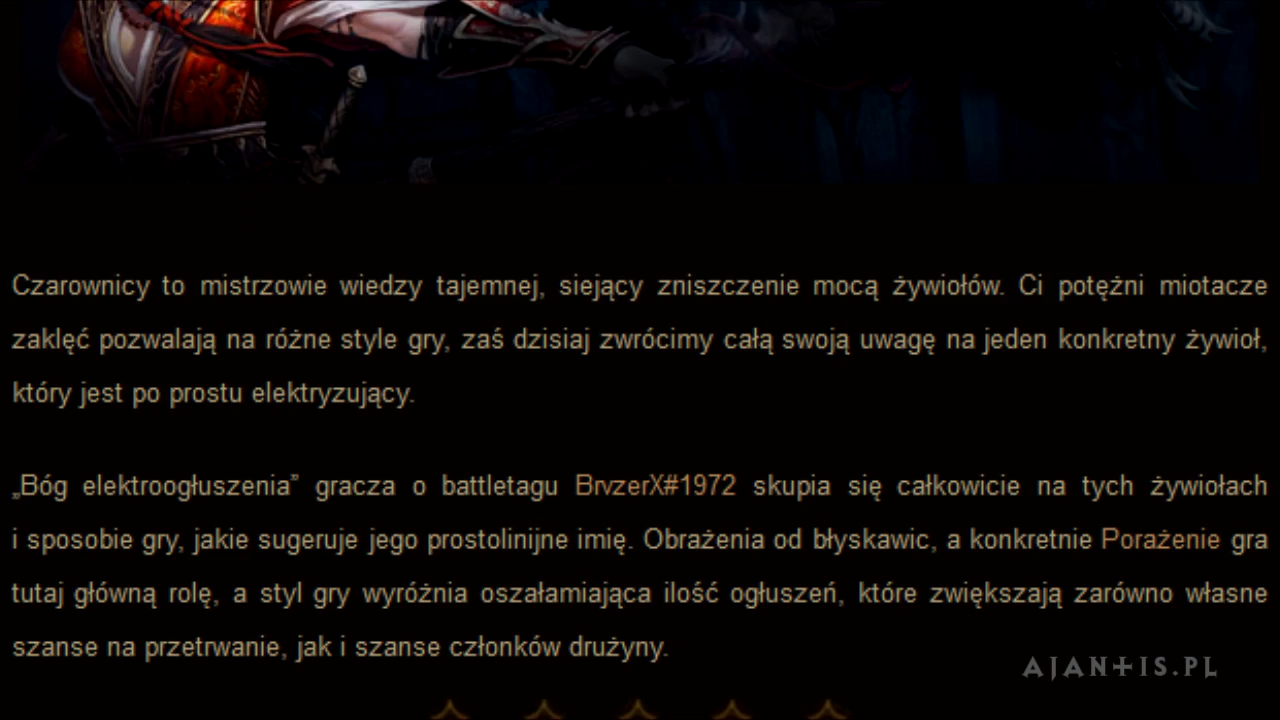 Czarownicy to mistrzowie wiedzy tajemnej, siejący zniszczenie mocą żywiołów. Ci potężni miotacze
zaklęć pozwalają na różne style gry, zaś dzisiaj zwrócimy całą swoją uwagę na jeden konkretny żywioł,
który jest po prostu elektryzujący.
„Bóg elektroogłuszenia” gracza o battletagu BrvzerX#1972 skupia się całkowicie na tych żywiołach
i sposobie gry, jakie sugeruje jego prostolinijne imię. Obrażenia od błyskawic, a konkretnie Porażenie gra
tutaj główną rolę, a styl gry wyróżnia oszałamiająca ilość ogłuszeń, które zwiększają zarówno własne
szanse na przetrwanie, jak i szanse członków drużyny.
AJANTIS.PL